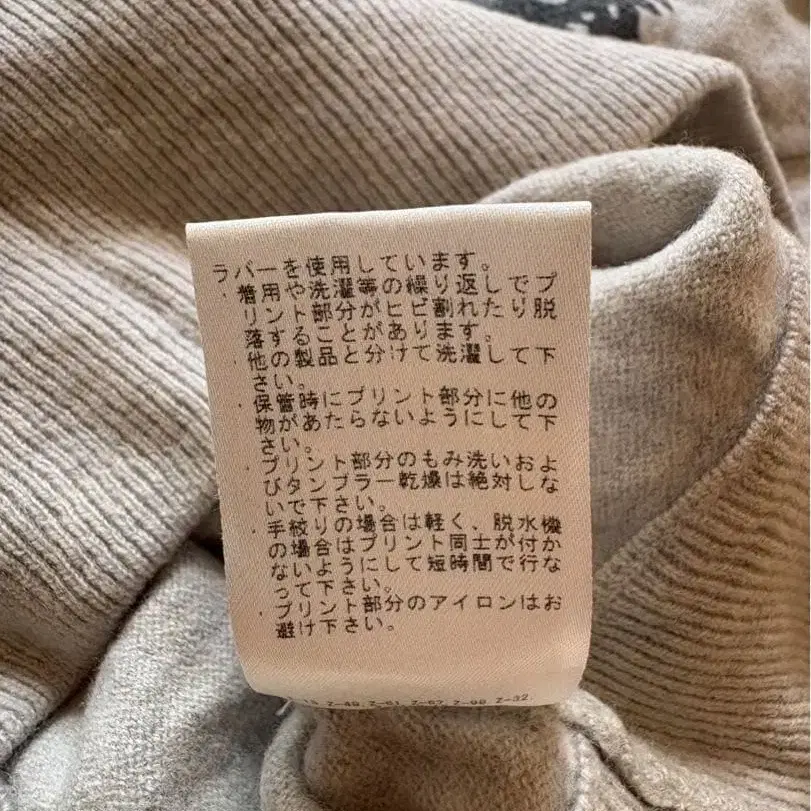 ラバーを使用しています。
・着用や洗濯等の繰り返しでプ
リント部分がヒビ割れたり脱
落することがあります。
・他の製品と分けて洗濯して下
さい。
・保管時にプリント部分に他の
物があたらないようにして下
さい。
・プリント部分のもみ洗いおよ
びタンブラー乾燥は絶対しな
いで下さい。
・手絞りの場合は軽く、脱水機
の場合はプリント同士が付か
ないようにして短時間で行な
って下さい。
・プリント部分のアイロンはお
避け下さい。
Z-49, Z-61, Z-67, Z-98, Z-32.